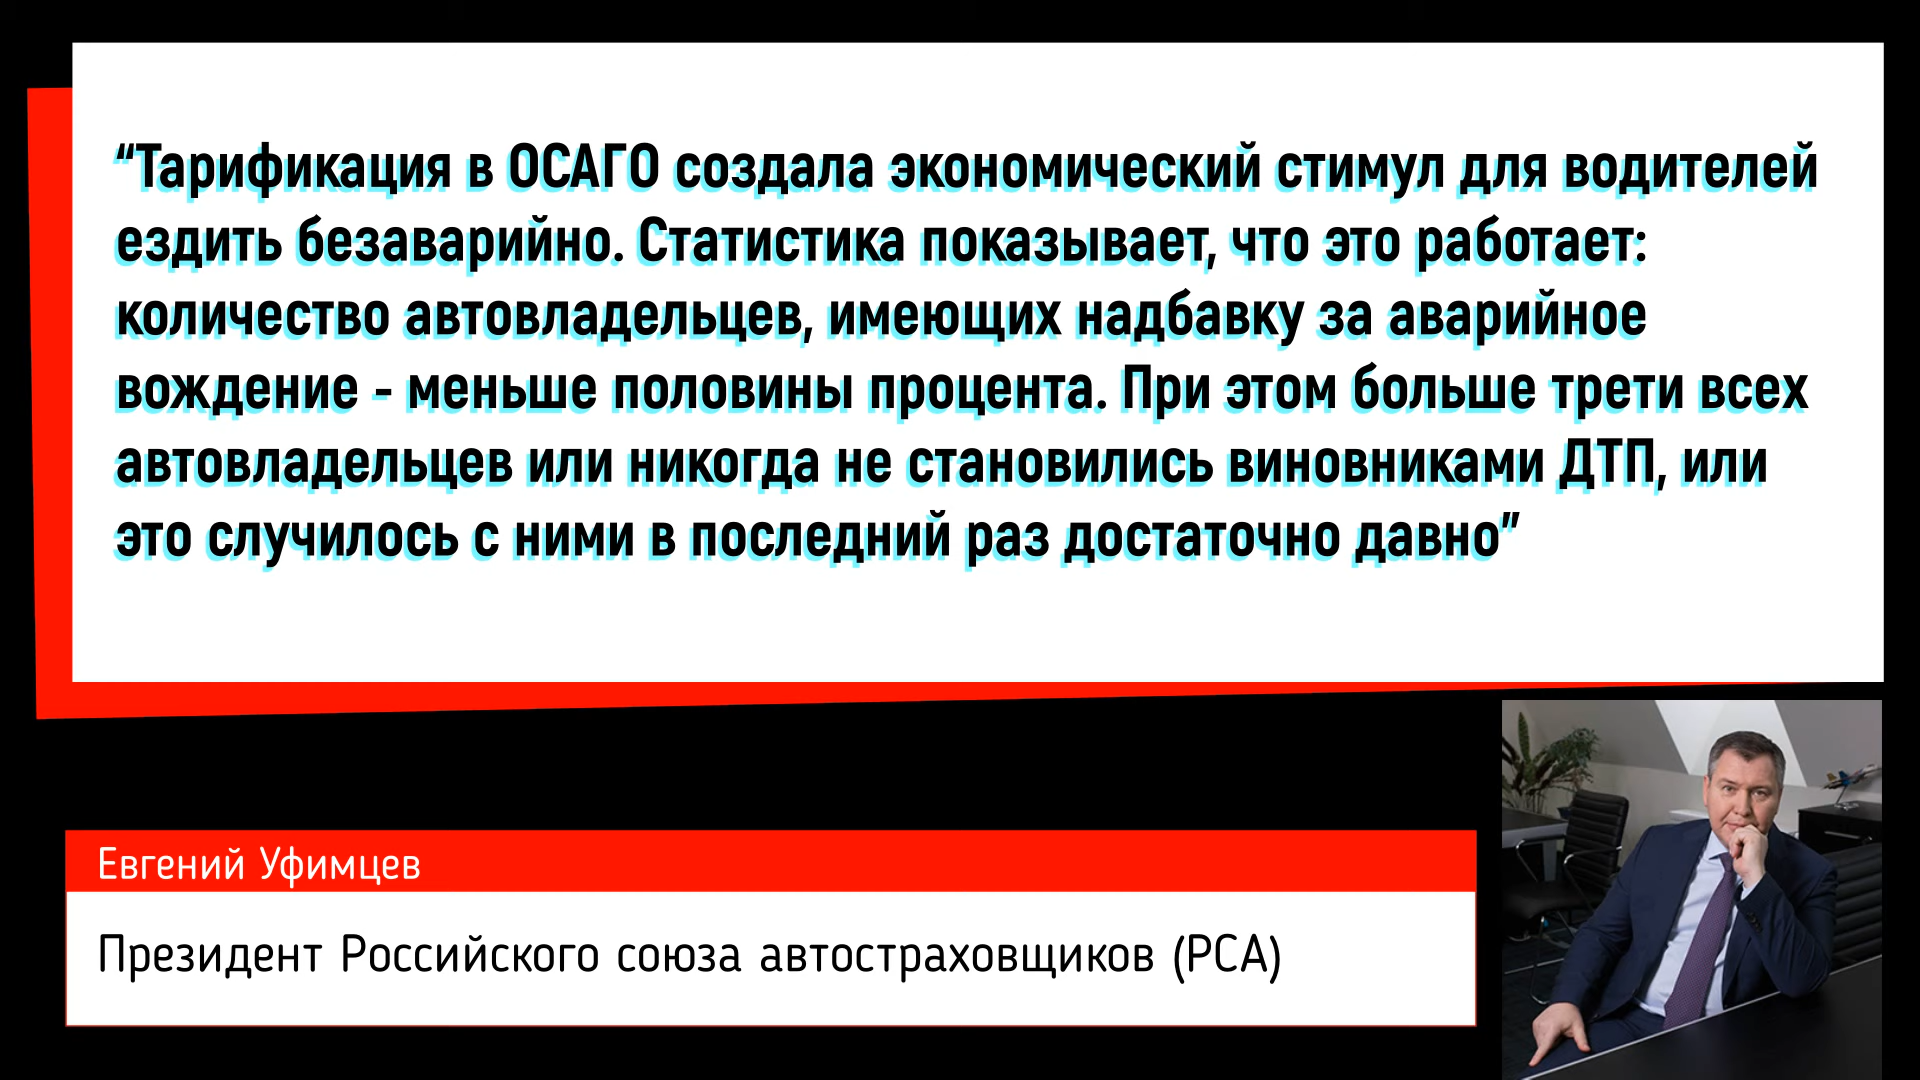 “Тарификация в ОСАГО создала экономический стимул для водителей
ездить безаварийно. Статистика показывает, что это работает:
количество автовладельцев, имеющих надбавку за аварийное
вождение - меньше половины процента. При этом больше трети всех
автовладельцев или никогда не становились виновниками ДТП, или
это случилось с ними в последний раз достаточно давно”
Евгений Уфимцев
Президент Российского союза автостраховщиков (РСА)